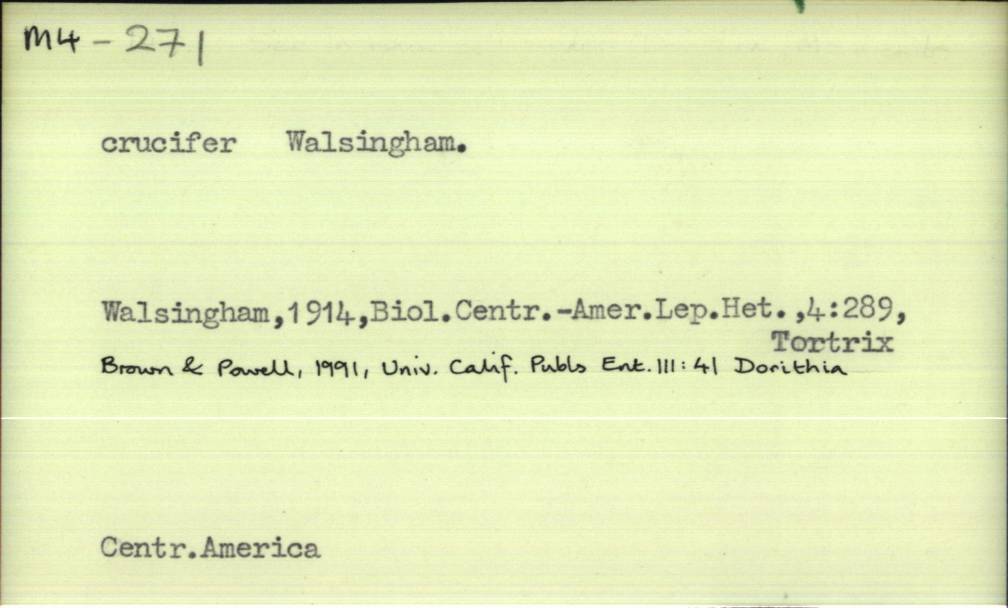 M4-271
crucifer Walsingham.
Walsingham,1914,Biol.Centr.-Amer.Lep.Het.,4:289,
Tortrix
Brown & Powell, 1991, Univ. Calif. Publs Ent. 111: 41 Dorithia
Centr.America